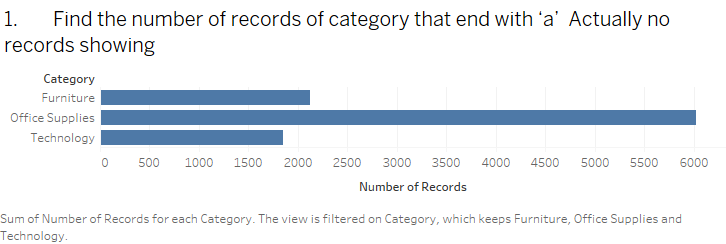 1. Find the number of records of category that end with ‘a’ Actually no
records showing
Category
Furniture
Office Supplies
Technology
0 500 1000 1500 2000 2500 3000 3500 4000 4500 5000 5500 6000
Number of Records
Sum of Number of Records for each Category. The view is filtered on Category, which keeps Furniture, Office Supplies and
Technology.